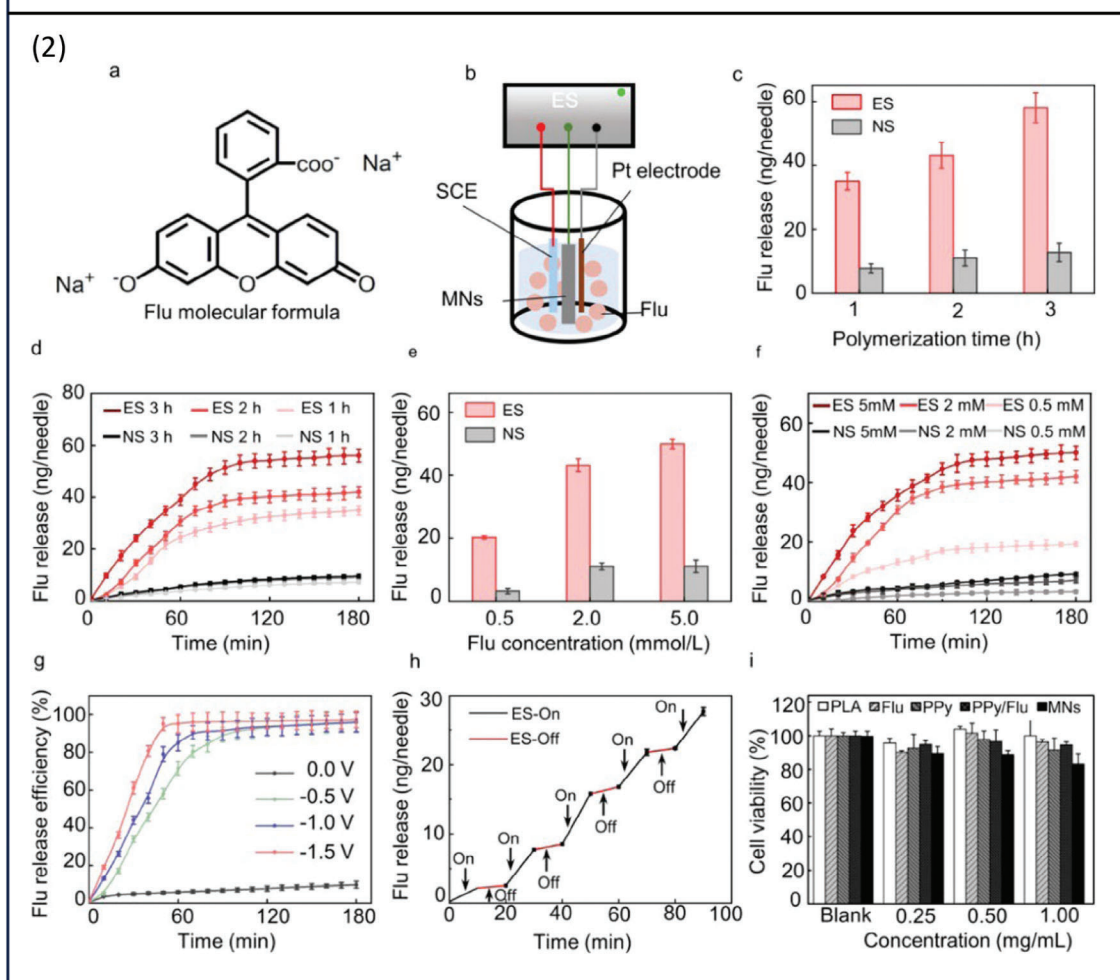 (2)
a
COO⁻ Na⁺
Na⁺ ⁻O O O
Flu molecular formula
b
ES
SCE
Pt electrode
MNs
Flu
c
Flu release (ng/needle)
60
40
20
0
ES
NS
1 2 3
Polymerization time (h)
d
Flu release (ng/needle)
80
60
40
20
0
ES 3 h ES 2 h ES 1 h
NS 3 h NS 2 h NS 1 h
0 60 120 180
Time (min)
e
Flu release (ng/needle)
60
40
20
0
ES
NS
0.5 2.0 5.0
Flu concentration (mmol/L)
f
Flu release (ng/needle)
80
60
40
20
0
ES 5mM ES 2 mM ES 0.5 mM
NS 5mM NS 2 mM NS 0.5 mM
0 60 120 180
Time (min)
g
Flu release efficiency (%)
100
80
60
40
20
0
0.0 V
-0.5 V
-1.0 V
-1.5 V
0 60 120 180
Time (min)
h
Flu release (ng/needle)
30
20
10
0
ES-On
ES-Off
On On On On On
Off Off Off Off
0 20 40 60 80 100
Time (min)
i
Cell viability (%)
120
100
80
60
40
20
0
PLA Flu PPy PPy/Flu MNs
Blank 0.25 0.50 1.00
Concentration (mg/mL)